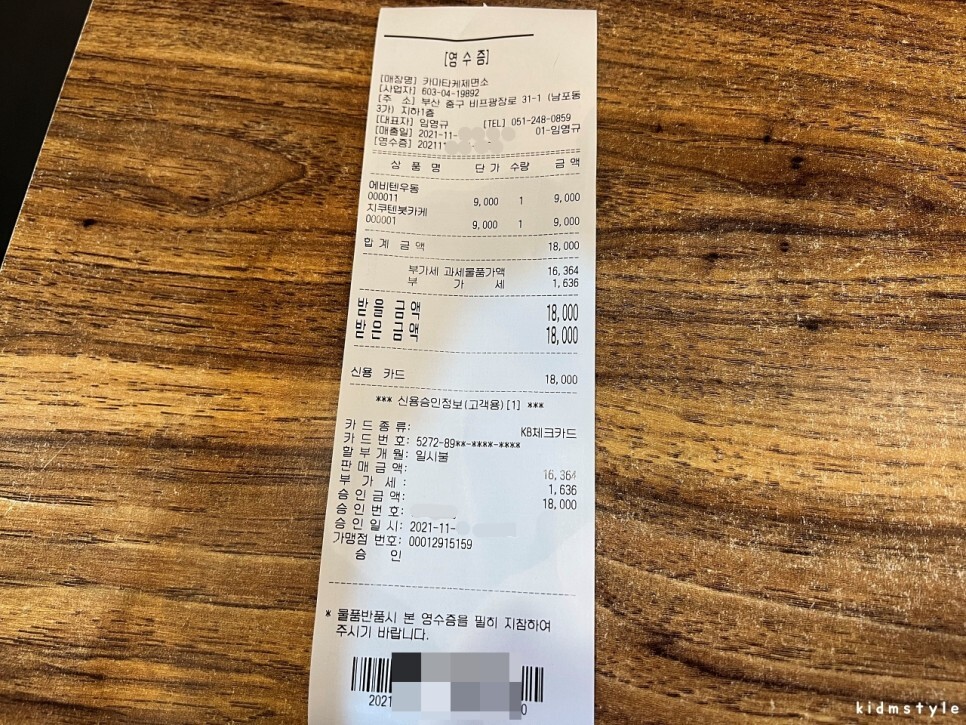 [영 수 증]
[매장명] 카마타케제면소
[사업자] 603-04-19892
[주 소] 부산 중구 비프광장로 31-1 (남포동
3가) 지하1층
[대표자] 임영규 [TEL] 051-248-0859
[매출일] 2021-11- 01-임영규
[영수증] 202111
상 품 명 단 가 수량 금 액
에비텐우동
000011 9,000 1 9,000
치쿠텐붓카케
000001 9,000 1 9,000
합 계 금 액 18,000
부가세 과세물품가액 16,364
부 가 세 1,636
받 을 금 액 18,000
받 은 금 액 18,000
신용 카드 18,000
*** 신용승인정보(고객용)[1] ***
카 드 종 류: KB체크카드
카 드 번 호: 5272-89**-****-****
할 부 개 월: 일시불
판 매 금 액: 16,364
부 가 세 : 1,636
승 인 금 액: 18,000
승 인 번 호:
승 인 일 시: 2021-11-
가맹점 번호: 00012915159
승 인
* 물품반품시 본 영수증을 필히 지참하여
주시기 바랍니다.
2021 0
kidmstyle